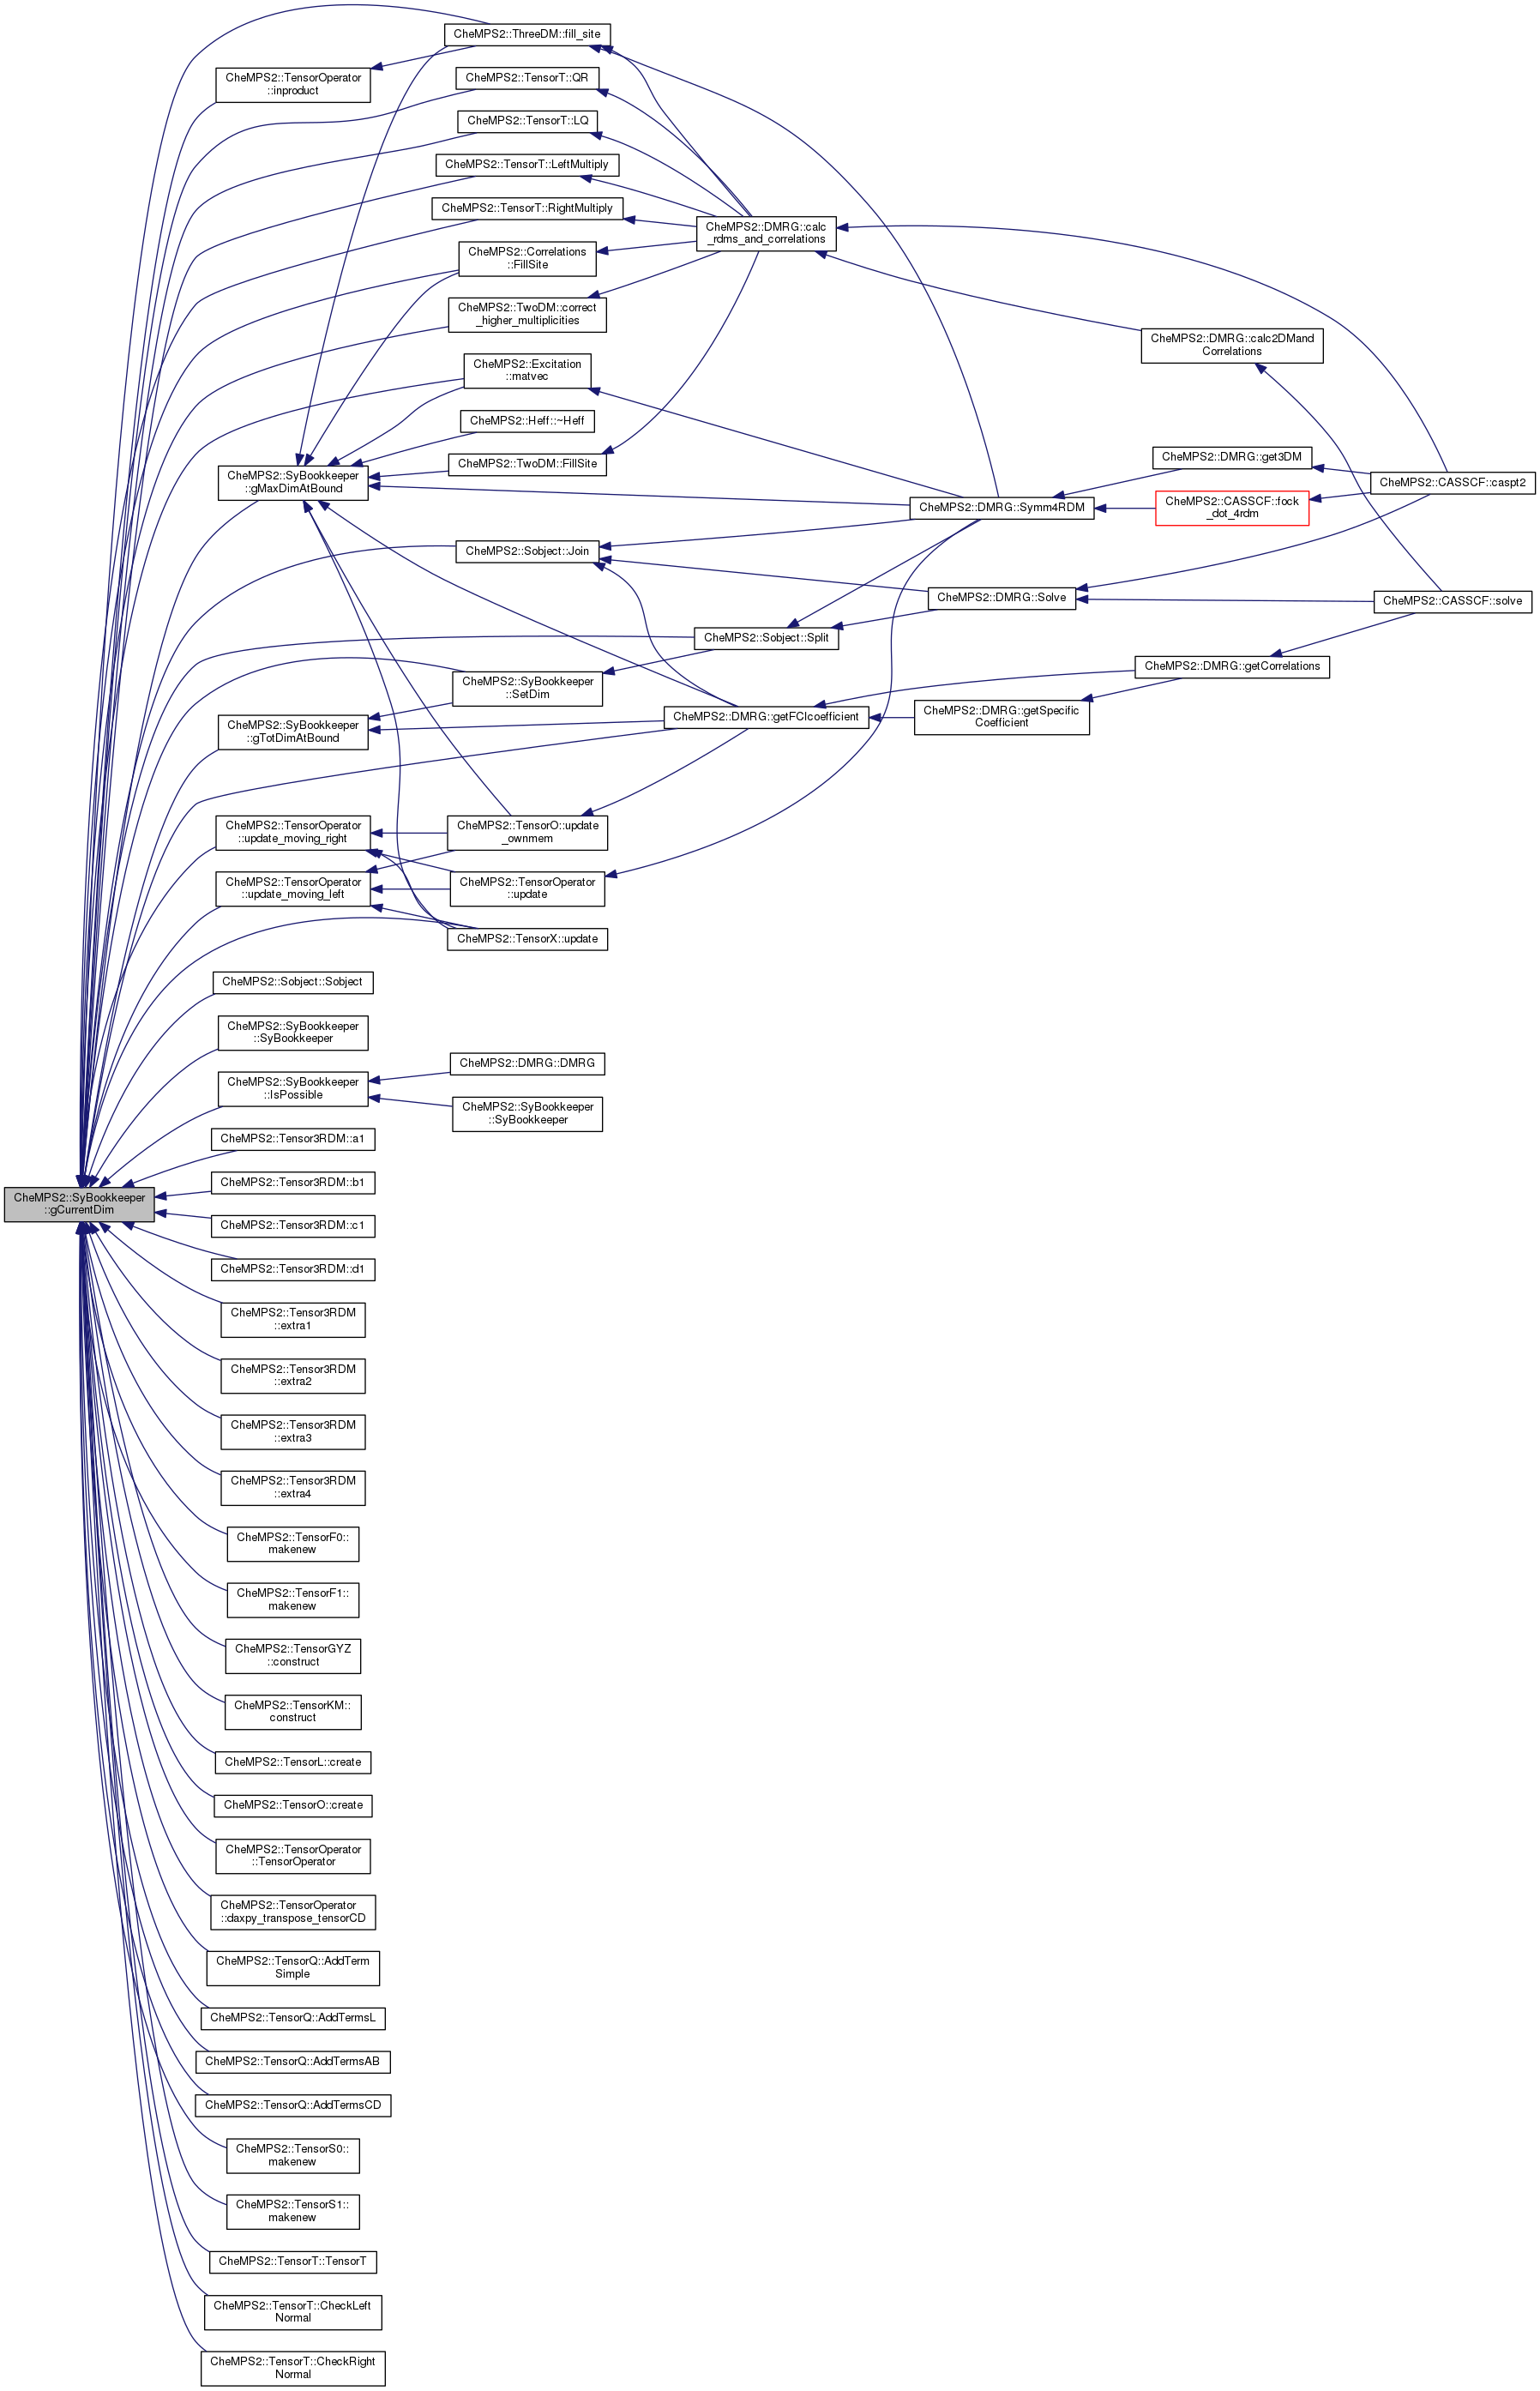 CheMPS2::ThreeDM::fill_site
CheMPS2::TensorOperator
::inproduct
CheMPS2::TensorT::QR
CheMPS2::TensorT::LQ
CheMPS2::TensorT::LeftMultiply
CheMPS2::TensorT::RightMultiply
CheMPS2::DMRG::calc
_rdms_and_correlations
CheMPS2::Correlations
::FillSite
CheMPS2::TwoDM::correct
_higher_multiplicities
CheMPS2::DMRG::calc2DMand
Correlations
CheMPS2::Excitation
::matvec
CheMPS2::Heff::~Heff
CheMPS2::TwoDM::FillSite
CheMPS2::DMRG::get3DM
CheMPS2::SyBookkeeper
::gMaxDimAtBound
CheMPS2::CASSCF::caspt2
CheMPS2::DMRG::Symm4RDM
CheMPS2::CASSCF::fock
_dot_4rdm
CheMPS2::Sobject::Join
CheMPS2::DMRG::Solve
CheMPS2::CASSCF::solve
CheMPS2::Sobject::Split
CheMPS2::DMRG::getCorrelations
CheMPS2::SyBookkeeper
::SetDim
CheMPS2::SyBookkeeper
::gTotDimAtBound
CheMPS2::DMRG::getFCIcoefficient
CheMPS2::DMRG::getSpecific
Coefficient
CheMPS2::TensorOperator
::update_moving_right
CheMPS2::TensorO::update
_ownmem
CheMPS2::TensorOperator
::update_moving_left
CheMPS2::TensorOperator
::update
CheMPS2::TensorX::update
CheMPS2::Sobject::Sobject
CheMPS2::SyBookkeeper
::SyBookkeeper
CheMPS2::DMRG::DMRG
CheMPS2::SyBookkeeper
::IsPossible
CheMPS2::SyBookkeeper
::SyBookkeeper
CheMPS2::Tensor3RDM::a1
CheMPS2::Tensor3RDM::b1
CheMPS2::SyBookkeeper
::gCurrentDim
CheMPS2::Tensor3RDM::c1
CheMPS2::Tensor3RDM::d1
CheMPS2::Tensor3RDM
::extra1
CheMPS2::Tensor3RDM
::extra2
CheMPS2::Tensor3RDM
::extra3
CheMPS2::Tensor3RDM
::extra4
CheMPS2::TensorF0::
makenew
CheMPS2::TensorF1::
makenew
CheMPS2::TensorGYZ
::construct
CheMPS2::TensorKM::
construct
CheMPS2::TensorL::create
CheMPS2::TensorO::create
CheMPS2::TensorOperator
::TensorOperator
CheMPS2::TensorOperator
::daxpy_transpose_tensorCD
CheMPS2::TensorQ::AddTerm
Simple
CheMPS2::TensorQ::AddTermsL
CheMPS2::TensorQ::AddTermsAB
CheMPS2::TensorQ::AddTermsCD
CheMPS2::TensorS0::
makenew
CheMPS2::TensorS1::
makenew
CheMPS2::TensorT::TensorT
CheMPS2::TensorT::CheckLeft
Normal
CheMPS2::TensorT::CheckRight
Normal